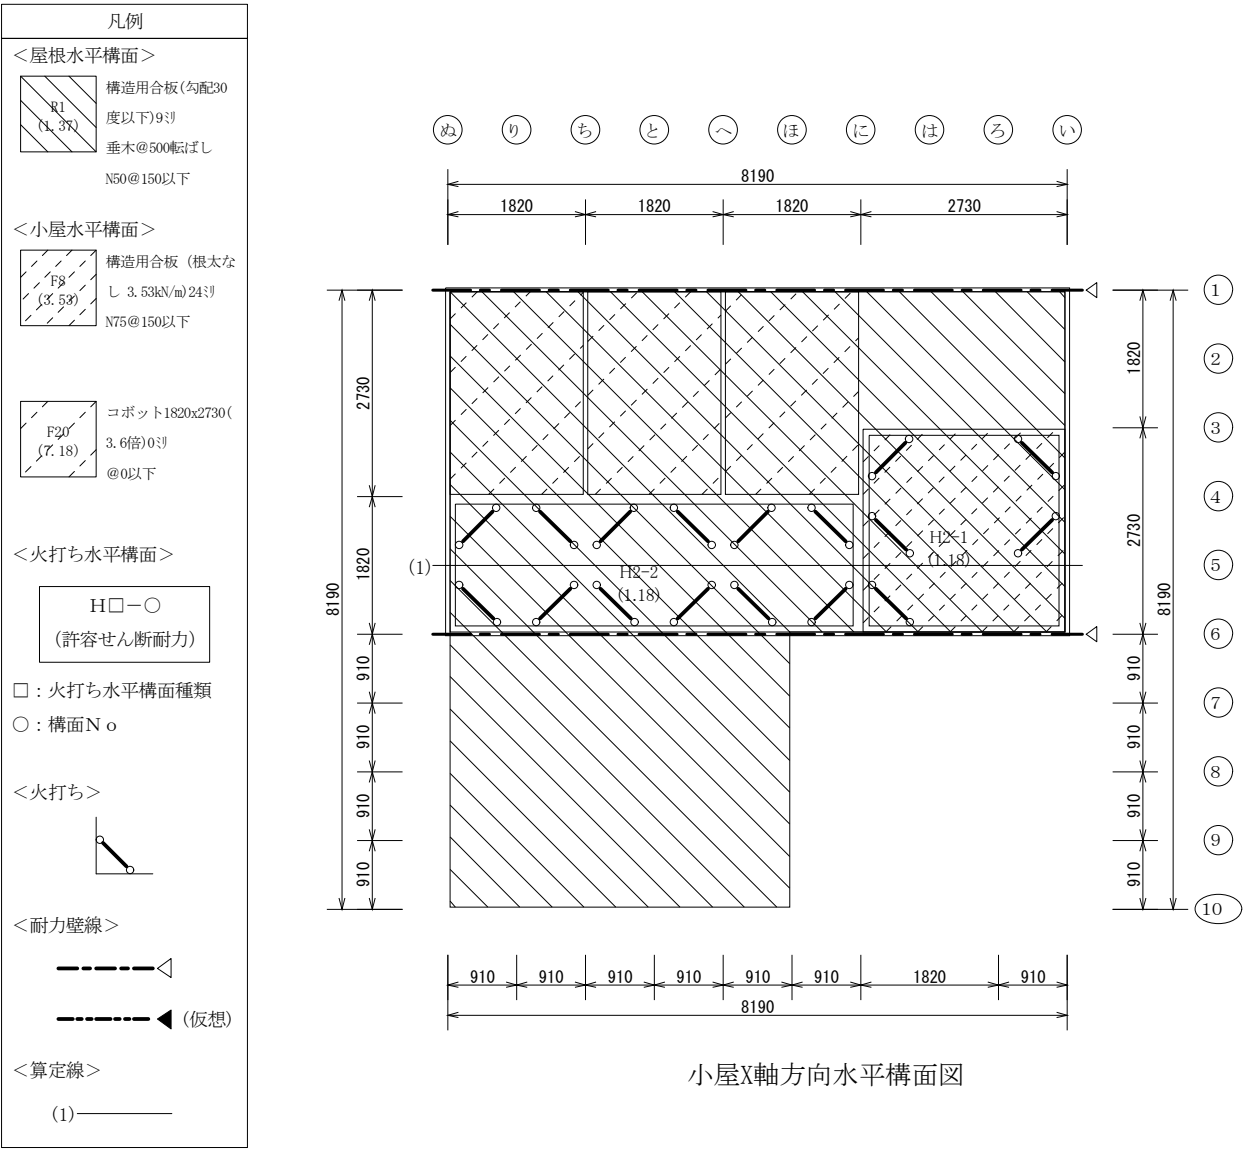 凡例
＜屋根水平構面＞
R1
(1.37)
構造用合板(勾配30
度以下)9ﾐﾘ
垂木@500転ばし
N50@150以下
＜小屋水平構面＞
F8
(3.53)
構造用合板（根太な
し 3.53kN/m)24ﾐﾘ
N75@150以下
F20
(7.18)
コボット1820x2730(
3.6倍)0ﾐﾘ
@0以下
＜火打ち水平構面＞
H□－○
(許容せん断耐力)
□：火打ち水平構面種類
○：構面Ｎｏ
＜火打ち＞
＜耐力壁線＞
(仮想)
＜算定線＞
(1)
ぬ り ち と へ ほ に は ろ い
8190
1820 1820 1820 2730
1
2
3
4
5
6
7
8
9
10
8190
2730
1820
910
910
910
910
1820
2730
910
910
910
910
8190
(1)
H2-1
(1.18)
H2-2
(1.18)
910 910 910 910 910 910 1820 910
8190
小屋X軸方向水平構面図